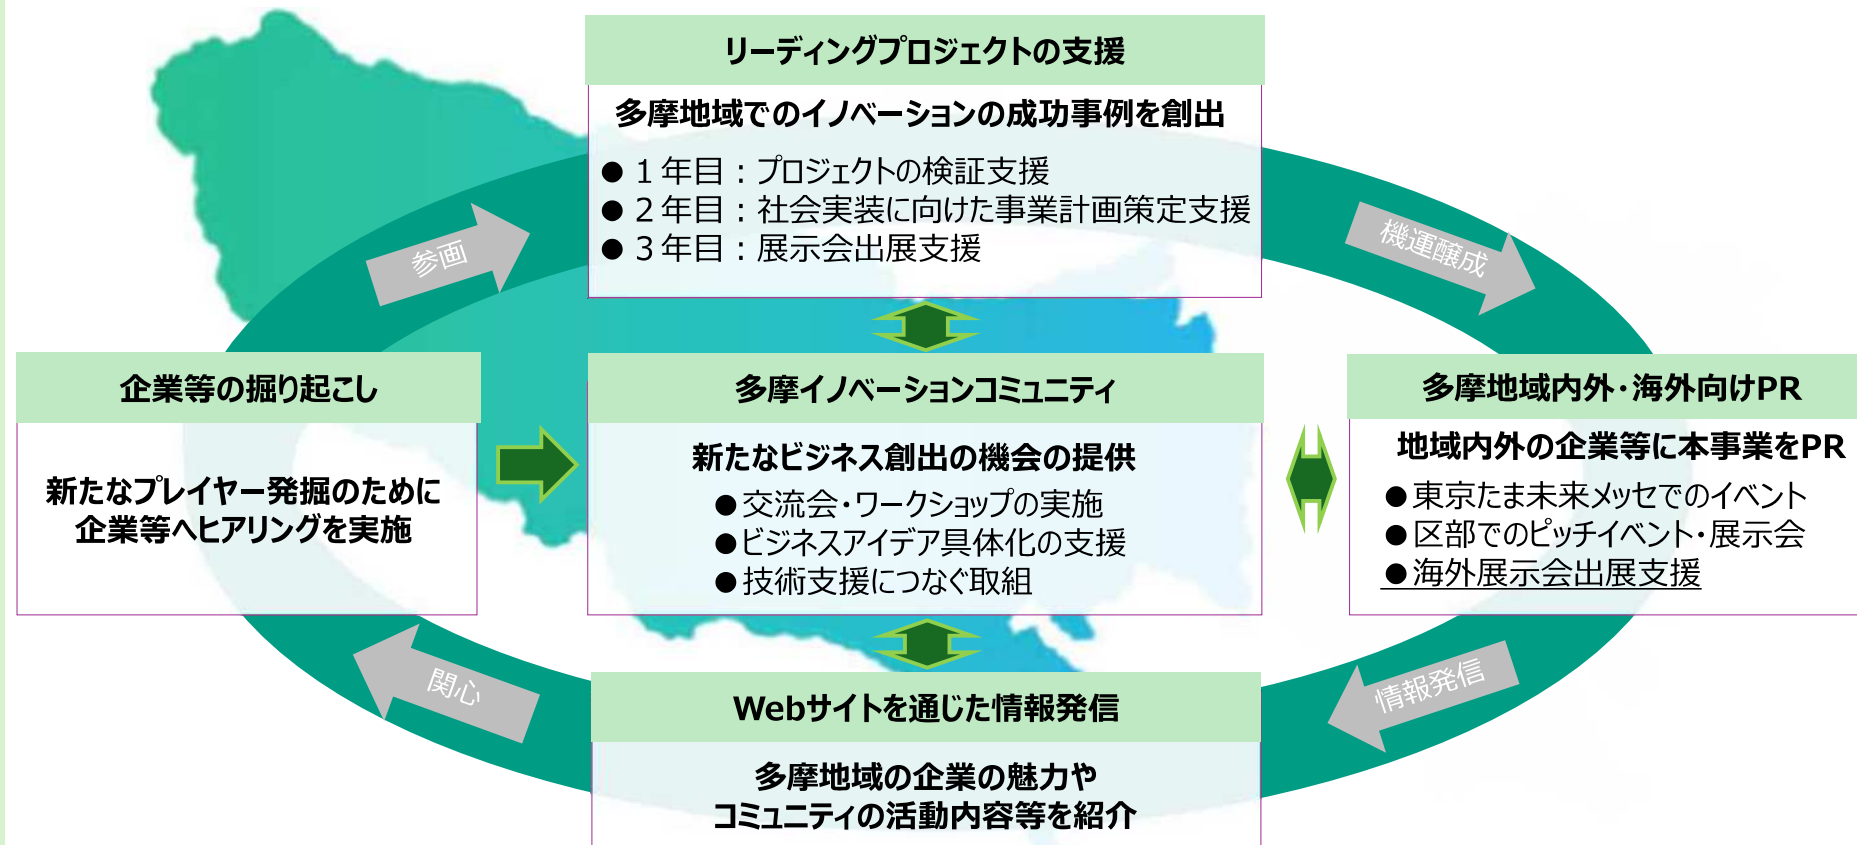 リーディングプロジェクトの支援
多摩地域でのイノベーションの成功事例を創出
●１年目：プロジェクトの検証支援
●２年目：社会実装に向けた事業計画策定支援
●３年目：展示会出展支援
参画
機運醸成
企業等の掘り起こし
新たなプレイヤー発掘のために
企業等へヒアリングを実施
多摩イノベーションコミュニティ
新たなビジネス創出の機会の提供
●交流会・ワークショップの実施
●ビジネスアイデア具体化の支援
●技術支援につなぐ取組
多摩地域内外・海外向けPR
地域内外の企業等に本事業をPR
●東京たま未来メッセでのイベント
●区部でのピッチイベント・展示会
●海外展示会出展支援
関心
情報発信
Webサイトを通じた情報発信
多摩地域の企業の魅力や
コミュニティの活動内容等を紹介